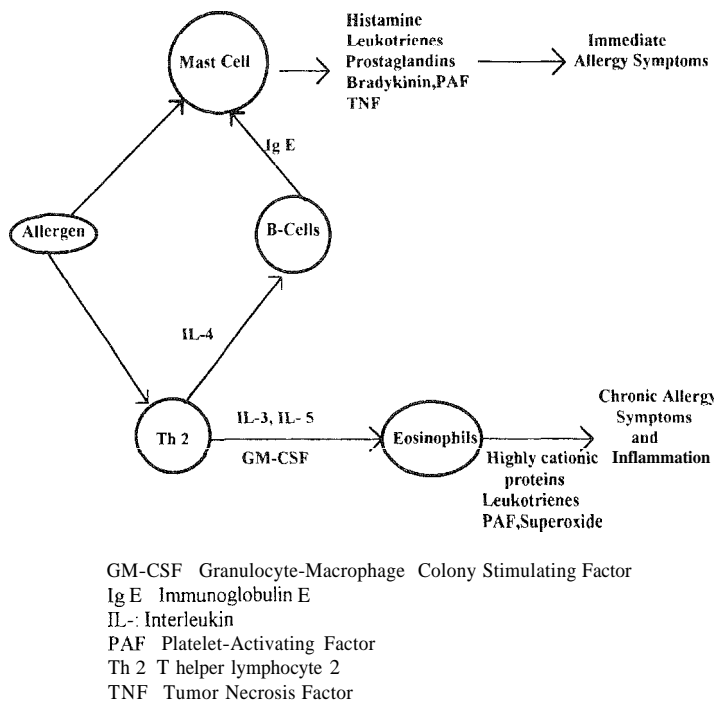 Histamine
Leukotrienes
Prostaglandins
Bradykinin,PAF
TNF
Mast Cell
Immediate
Allergy Symptoms
Ig E
Allergen
B-Cells
IL-4
Th 2
IL-3, IL- 5
GM-CSF
Eosinophils
Highly cationic
proteins
Leukotrienes
PAF,Superoxide
Chronic Allergy
Symptoms
and
Inflammation
GM-CSF Granulocyte-Macrophage Colony Stimulating Factor
Ig E Immunoglobulin E
IL-: Interleukin
PAF Platelet-Activating Factor
Th 2 T helper lymphocyte 2
TNF Tumor Necrosis Factor